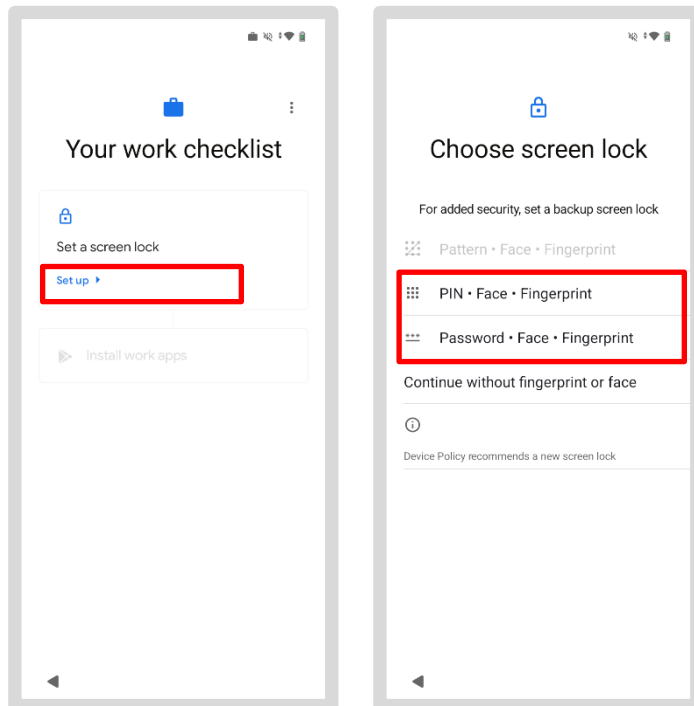 Your work checklist
Set a screen lock
Set up
Install work apps
Choose screen lock
For added security, set a backup screen lock
Pattern • Face • Fingerprint
PIN • Face • Fingerprint
Password • Face • Fingerprint
Continue without fingerprint or face
Device Policy recommends a new screen lock